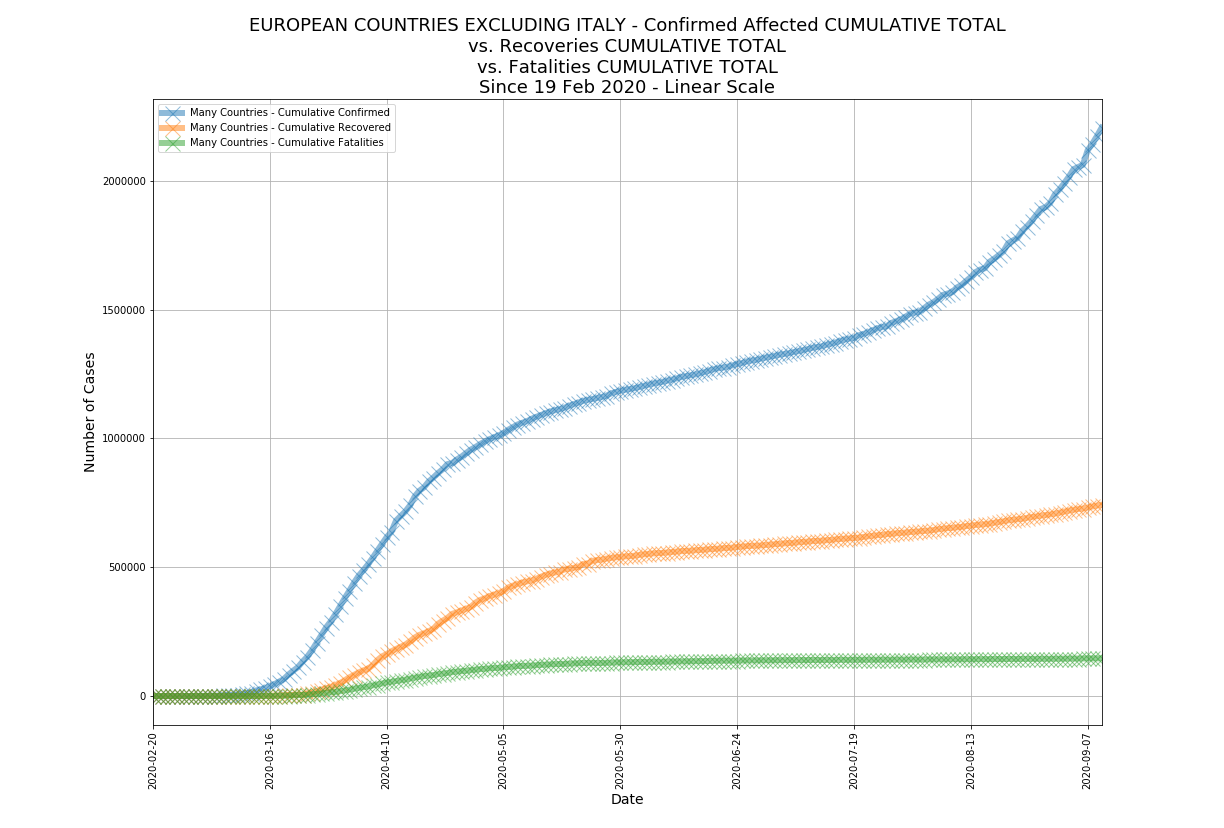 EUROPEAN COUNTRIES EXCLUDING ITALY - Confirmed Affected CUMULATIVE TOTAL
vs. Recoveries CUMULATIVE TOTAL
vs. Fatalities CUMULATIVE TOTAL
Since 19 Feb 2020 - Linear Scale
Many Countries - Cumulative Confirmed
Many Countries - Cumulative Recovered
Many Countries - Cumulative Fatalities
Number of Cases
2000000
1500000
1000000
500000
0
2020-02-20
2020-03-16
2020-04-10
2020-05-05
2020-05-30
2020-06-24
2020-07-19
2020-08-13
2020-09-07
Date